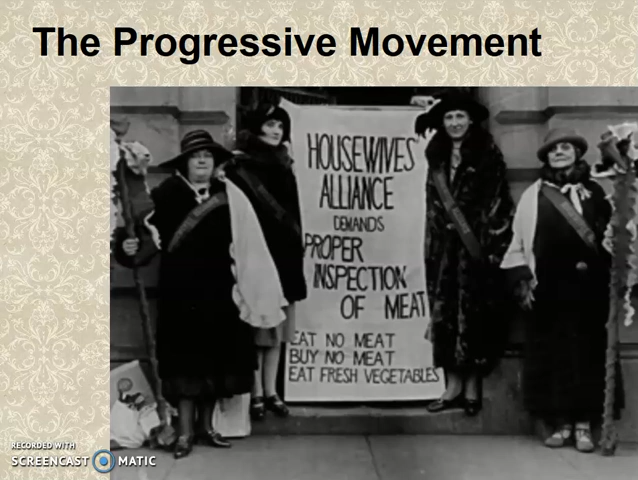 The Progressive Movement
HOUSEWIVES'
ALLIANCE
DEMANDS
PROPER
INSPECTION
OF MEAT
EAT NO MEAT
BUY NO MEAT
EAT FRESH VEGETABLES
RECORDED WITH
SCREENCAST MATIC